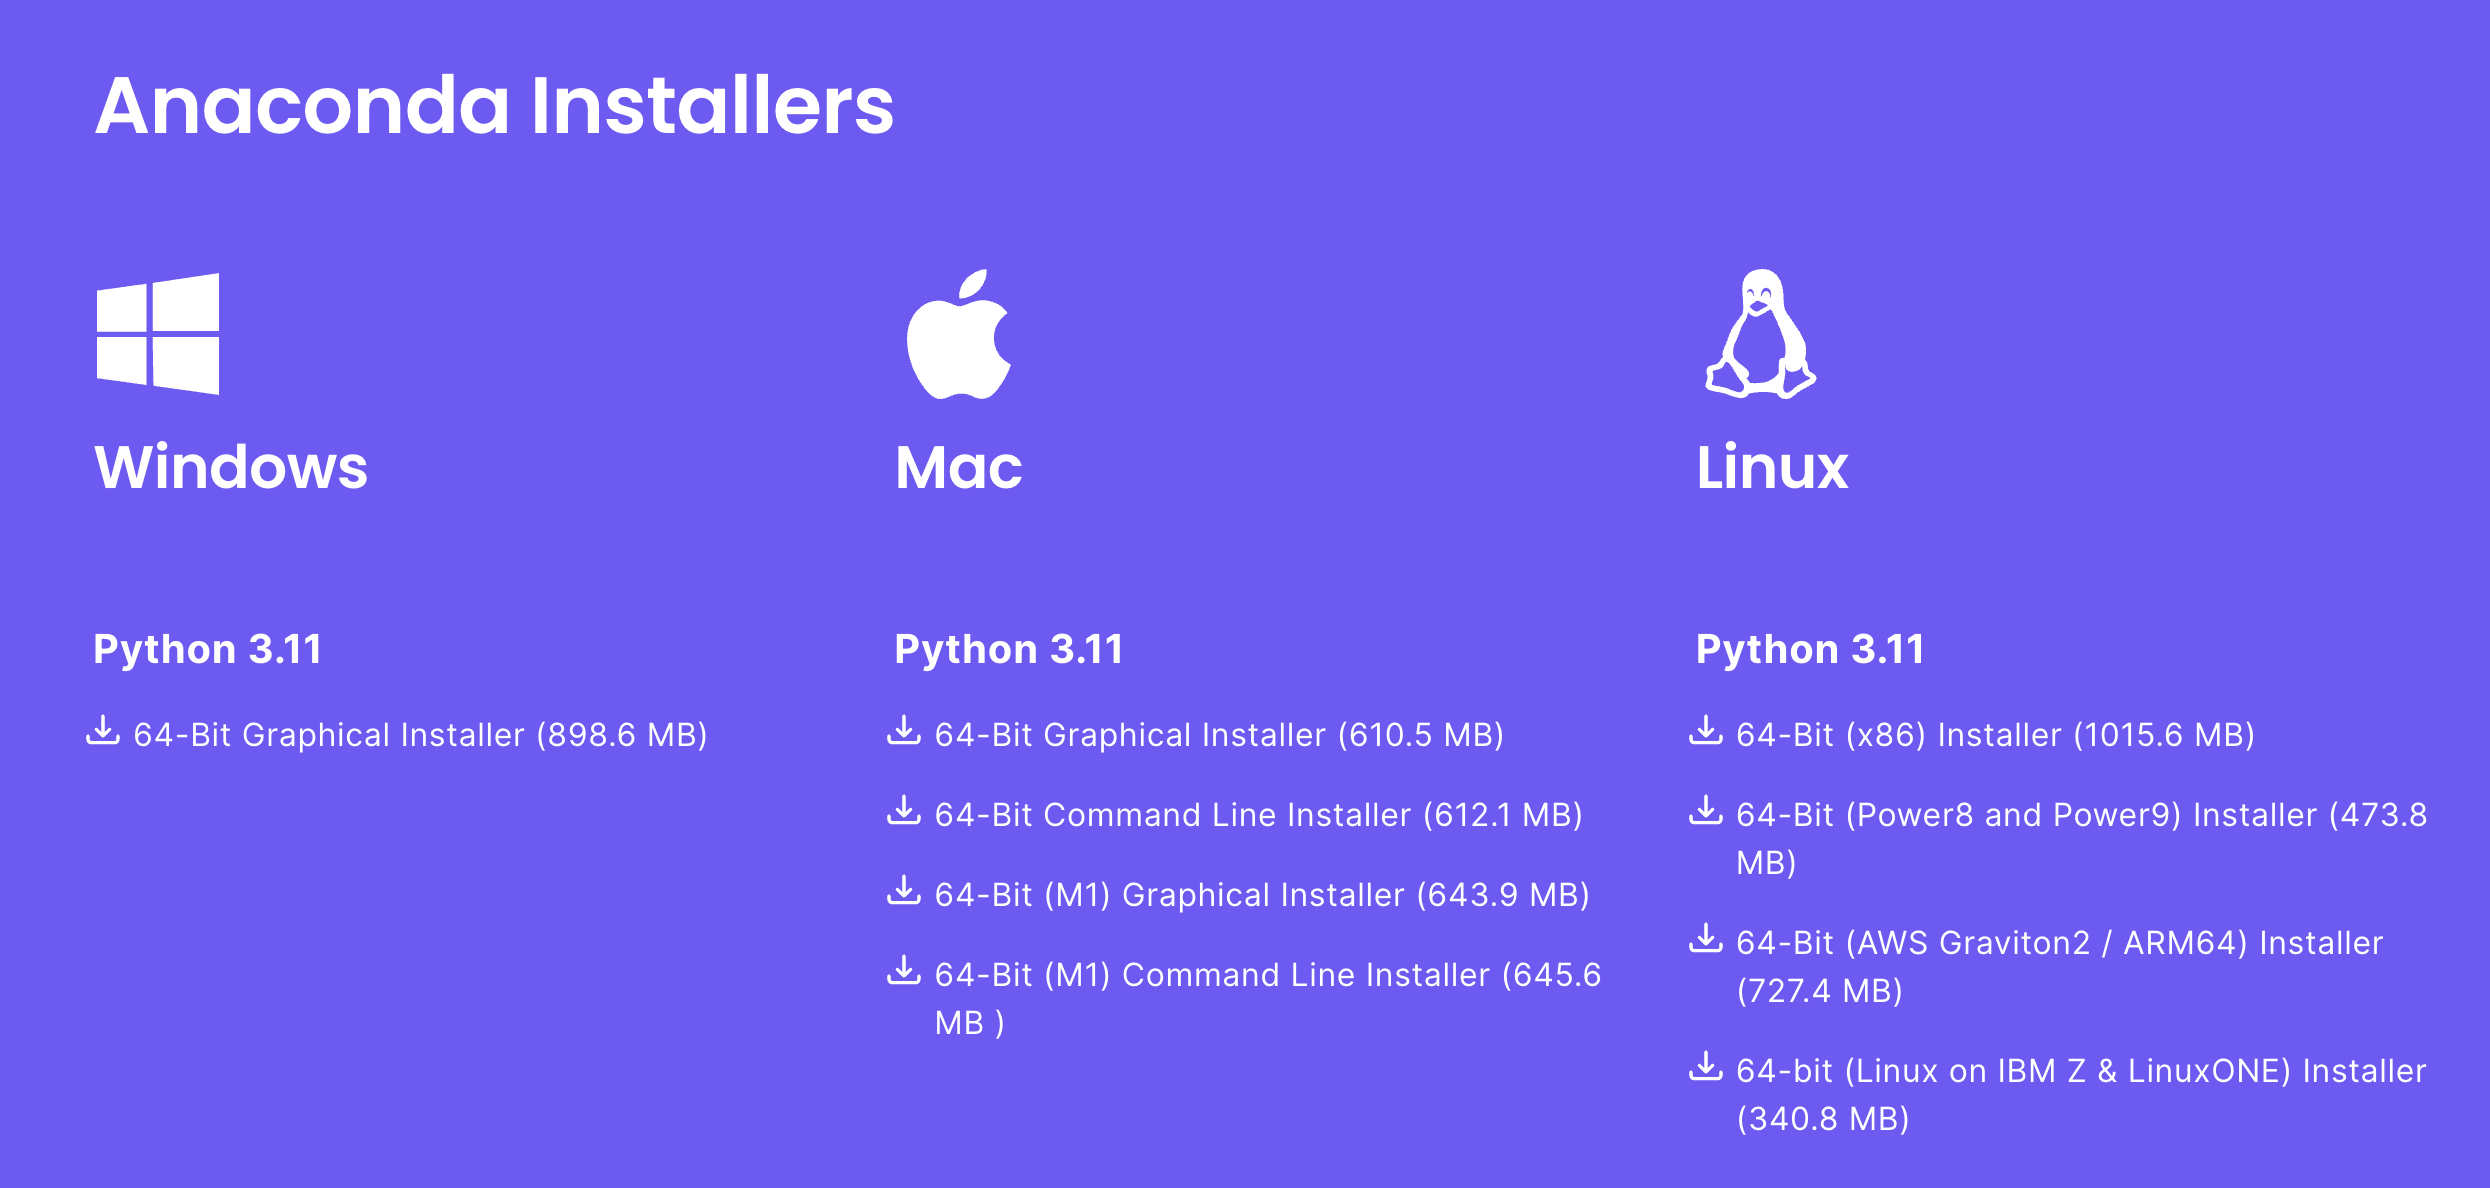 Anaconda Installers
Windows
Python 3.11
64-Bit Graphical Installer (898.6 MB)
Mac
Python 3.11
64-Bit Graphical Installer (610.5 MB)
64-Bit Command Line Installer (612.1 MB)
64-Bit (M1) Graphical Installer (643.9 MB)
64-Bit (M1) Command Line Installer (645.6
MB )
Linux
Python 3.11
64-Bit (x86) Installer (1015.6 MB)
64-Bit (Power8 and Power9) Installer (473.8
MB)
64-Bit (AWS Graviton2 / ARM64) Installer
(727.4 MB)
64-bit (Linux on IBM Z & LinuxONE) Installer
(340.8 MB)